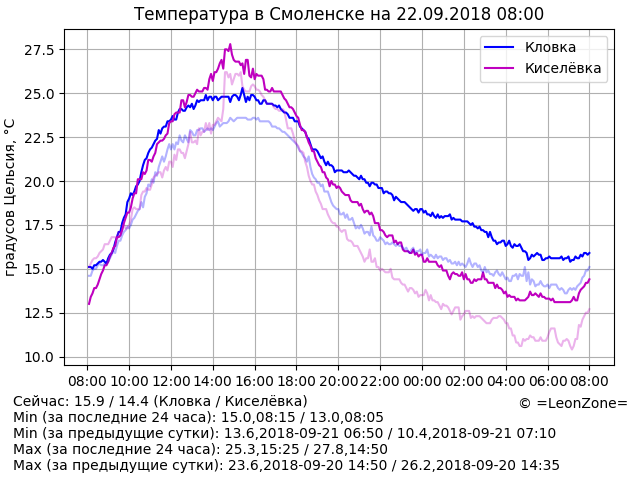 Температура в Смоленске на 22.09.2018 08:00
Кловка
Киселёвка
градусов Цельсия, °C
27.5
25.0
22.5
20.0
17.5
15.0
12.5
10.0
08:00 10:00 12:00 14:00 16:00 18:00 20:00 22:00 00:00 02:00 04:00 06:00 08:00
Сейчас: 15.9 / 14.4 (Кловка / Киселёвка)
© =LeonZone=
Min (за последние 24 часа): 15.0,08:15 / 13.0,08:05
Min (за предыдущие сутки): 13.6,2018-09-21 06:50 / 10.4,2018-09-21 07:10
Max (за последние 24 часа): 25.3,15:25 / 27.8,14:50
Max (за предыдущие сутки): 23.6,2018-09-20 14:50 / 26.2,2018-09-20 14:35